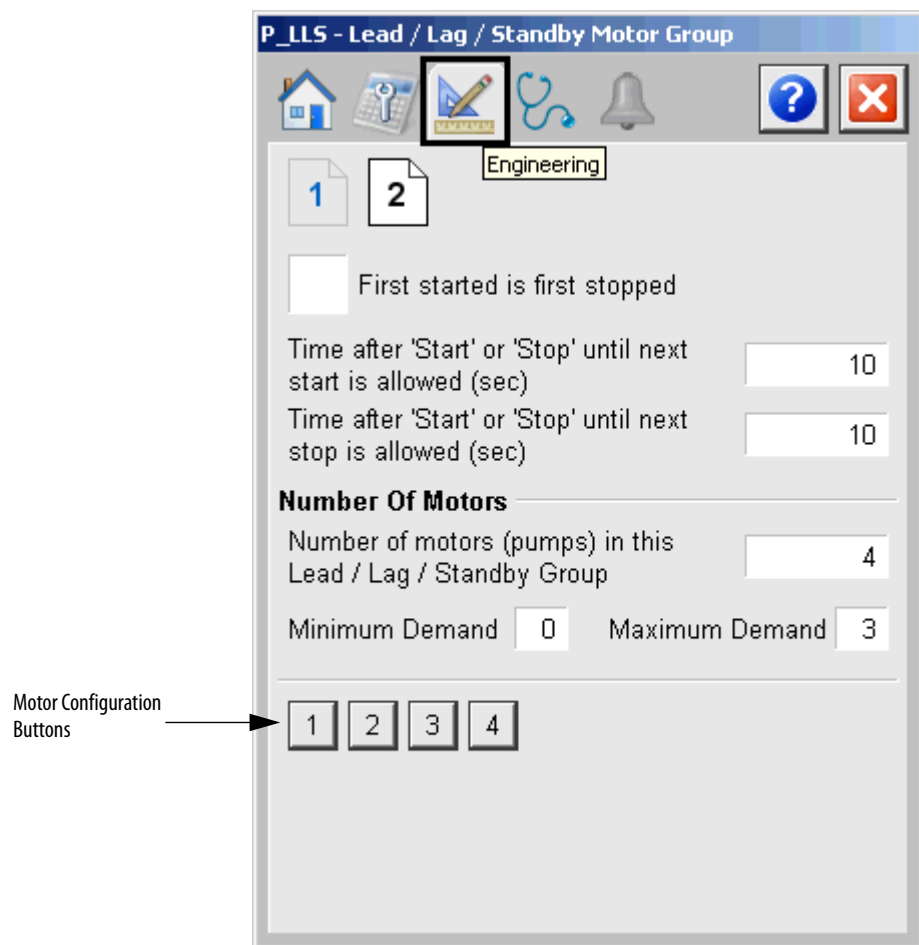 P_LLS - Lead / Lag / Standby Motor Group
?
Engineering
1 2
First started is first stopped
Time after 'Start' or 'Stop' until next
start is allowed (sec)
10
Time after 'Start' or 'Stop' until next
stop is allowed (sec)
10
Number Of Motors
Number of motors (pumps) in this
Lead / Lag / Standby Group
4
Minimum Demand 0 Maximum Demand 3
Motor Configuration
Buttons
1 2 3 4